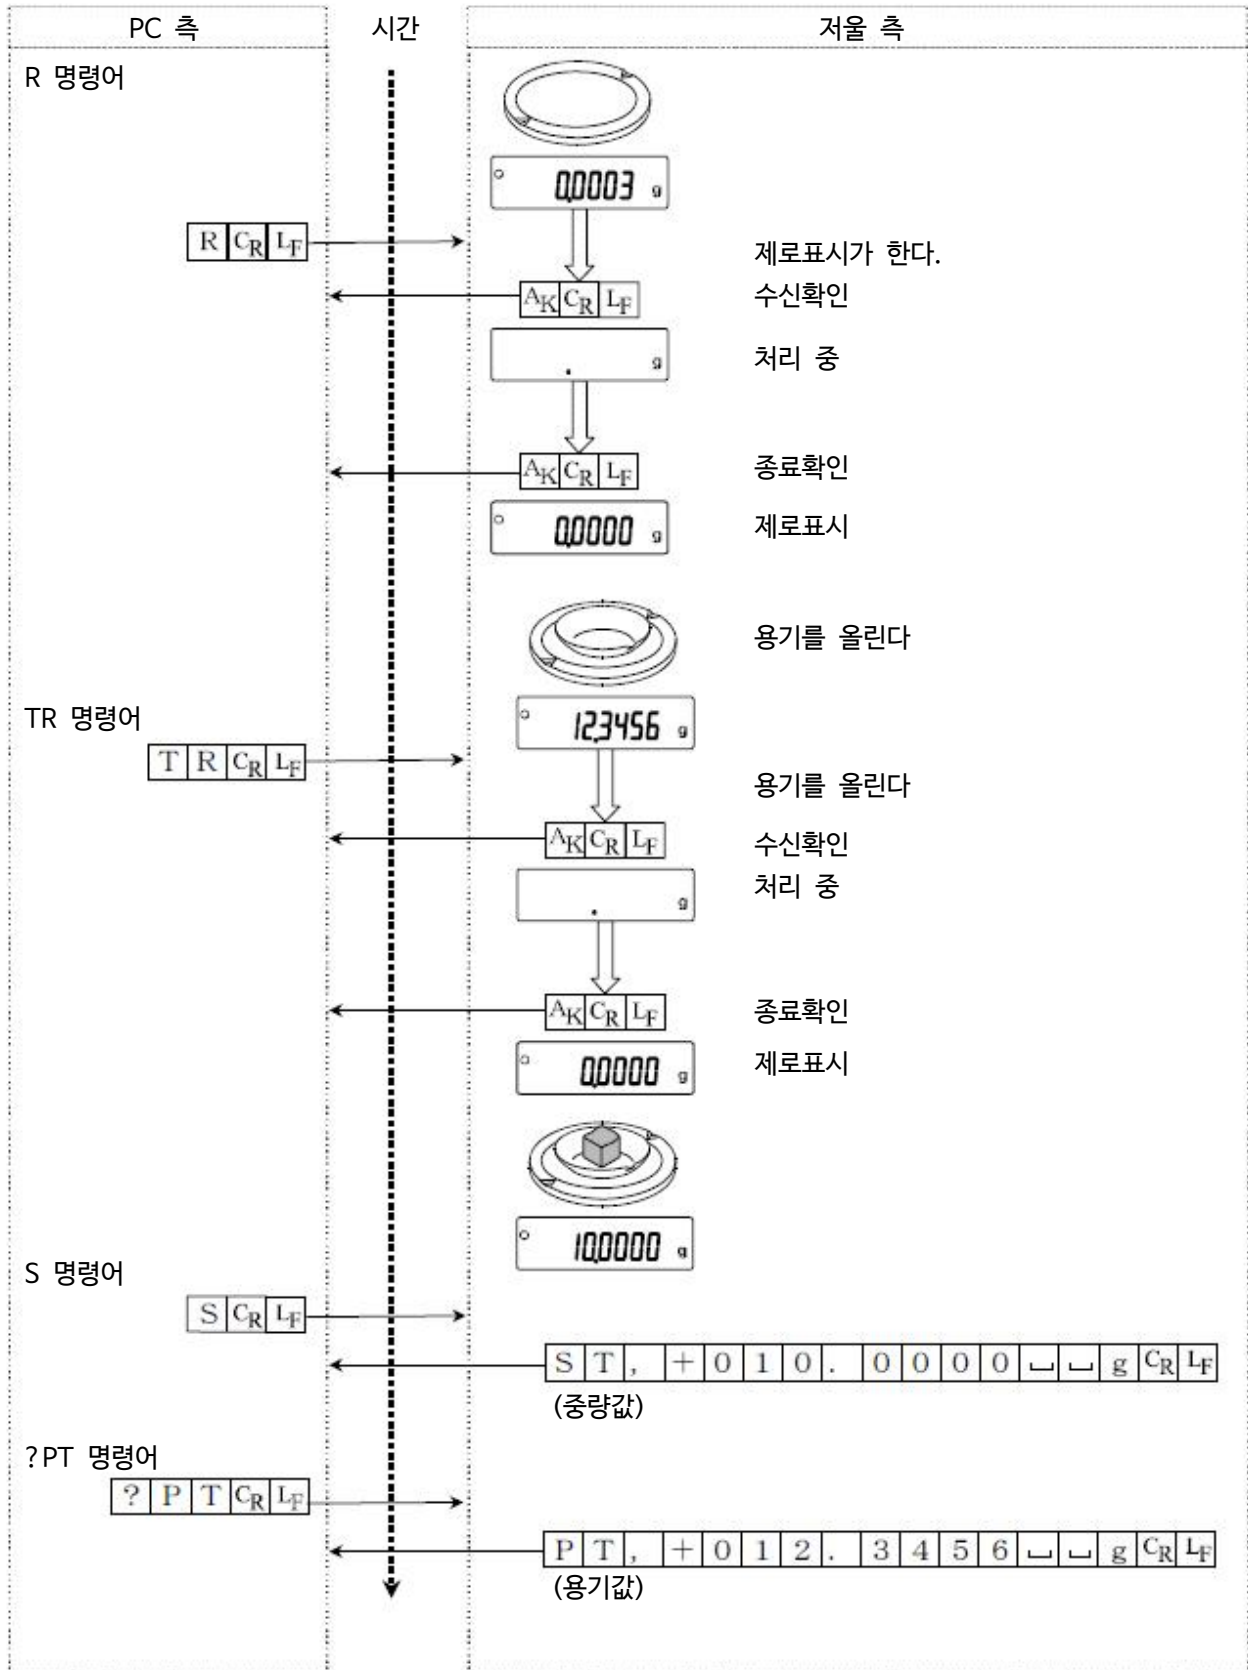 PC 측 시간 저울 측
R 명령어
0.0003 g
R CR LF
제로표시가 한다.
AK CR LF 수신확인
. g 처리 중
AK CR LF 종료확인
0.0000 g 제로표시
용기를 올린다
TR 명령어
12.3456 g
T R CR LF
용기를 올린다
AK CR LF 수신확인
. g 처리 중
AK CR LF 종료확인
0.0000 g 제로표시
10.0000 g
S 명령어
S CR LF
S T , + 0 1 0 . 0 0 0 0 ⎵ ⎵ g CR LF
(중량값)
?PT 명령어
? P T CR LF
P T , + 0 1 2 . 3 4 5 6 ⎵ ⎵ g CR LF
(용기값)